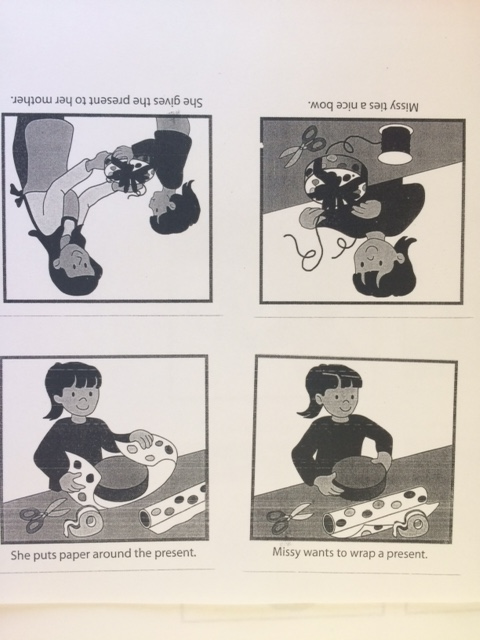 She gives the present to her mother.
Missy ties a nice bow.
She puts paper around the present.
Missy wants to wrap a present.